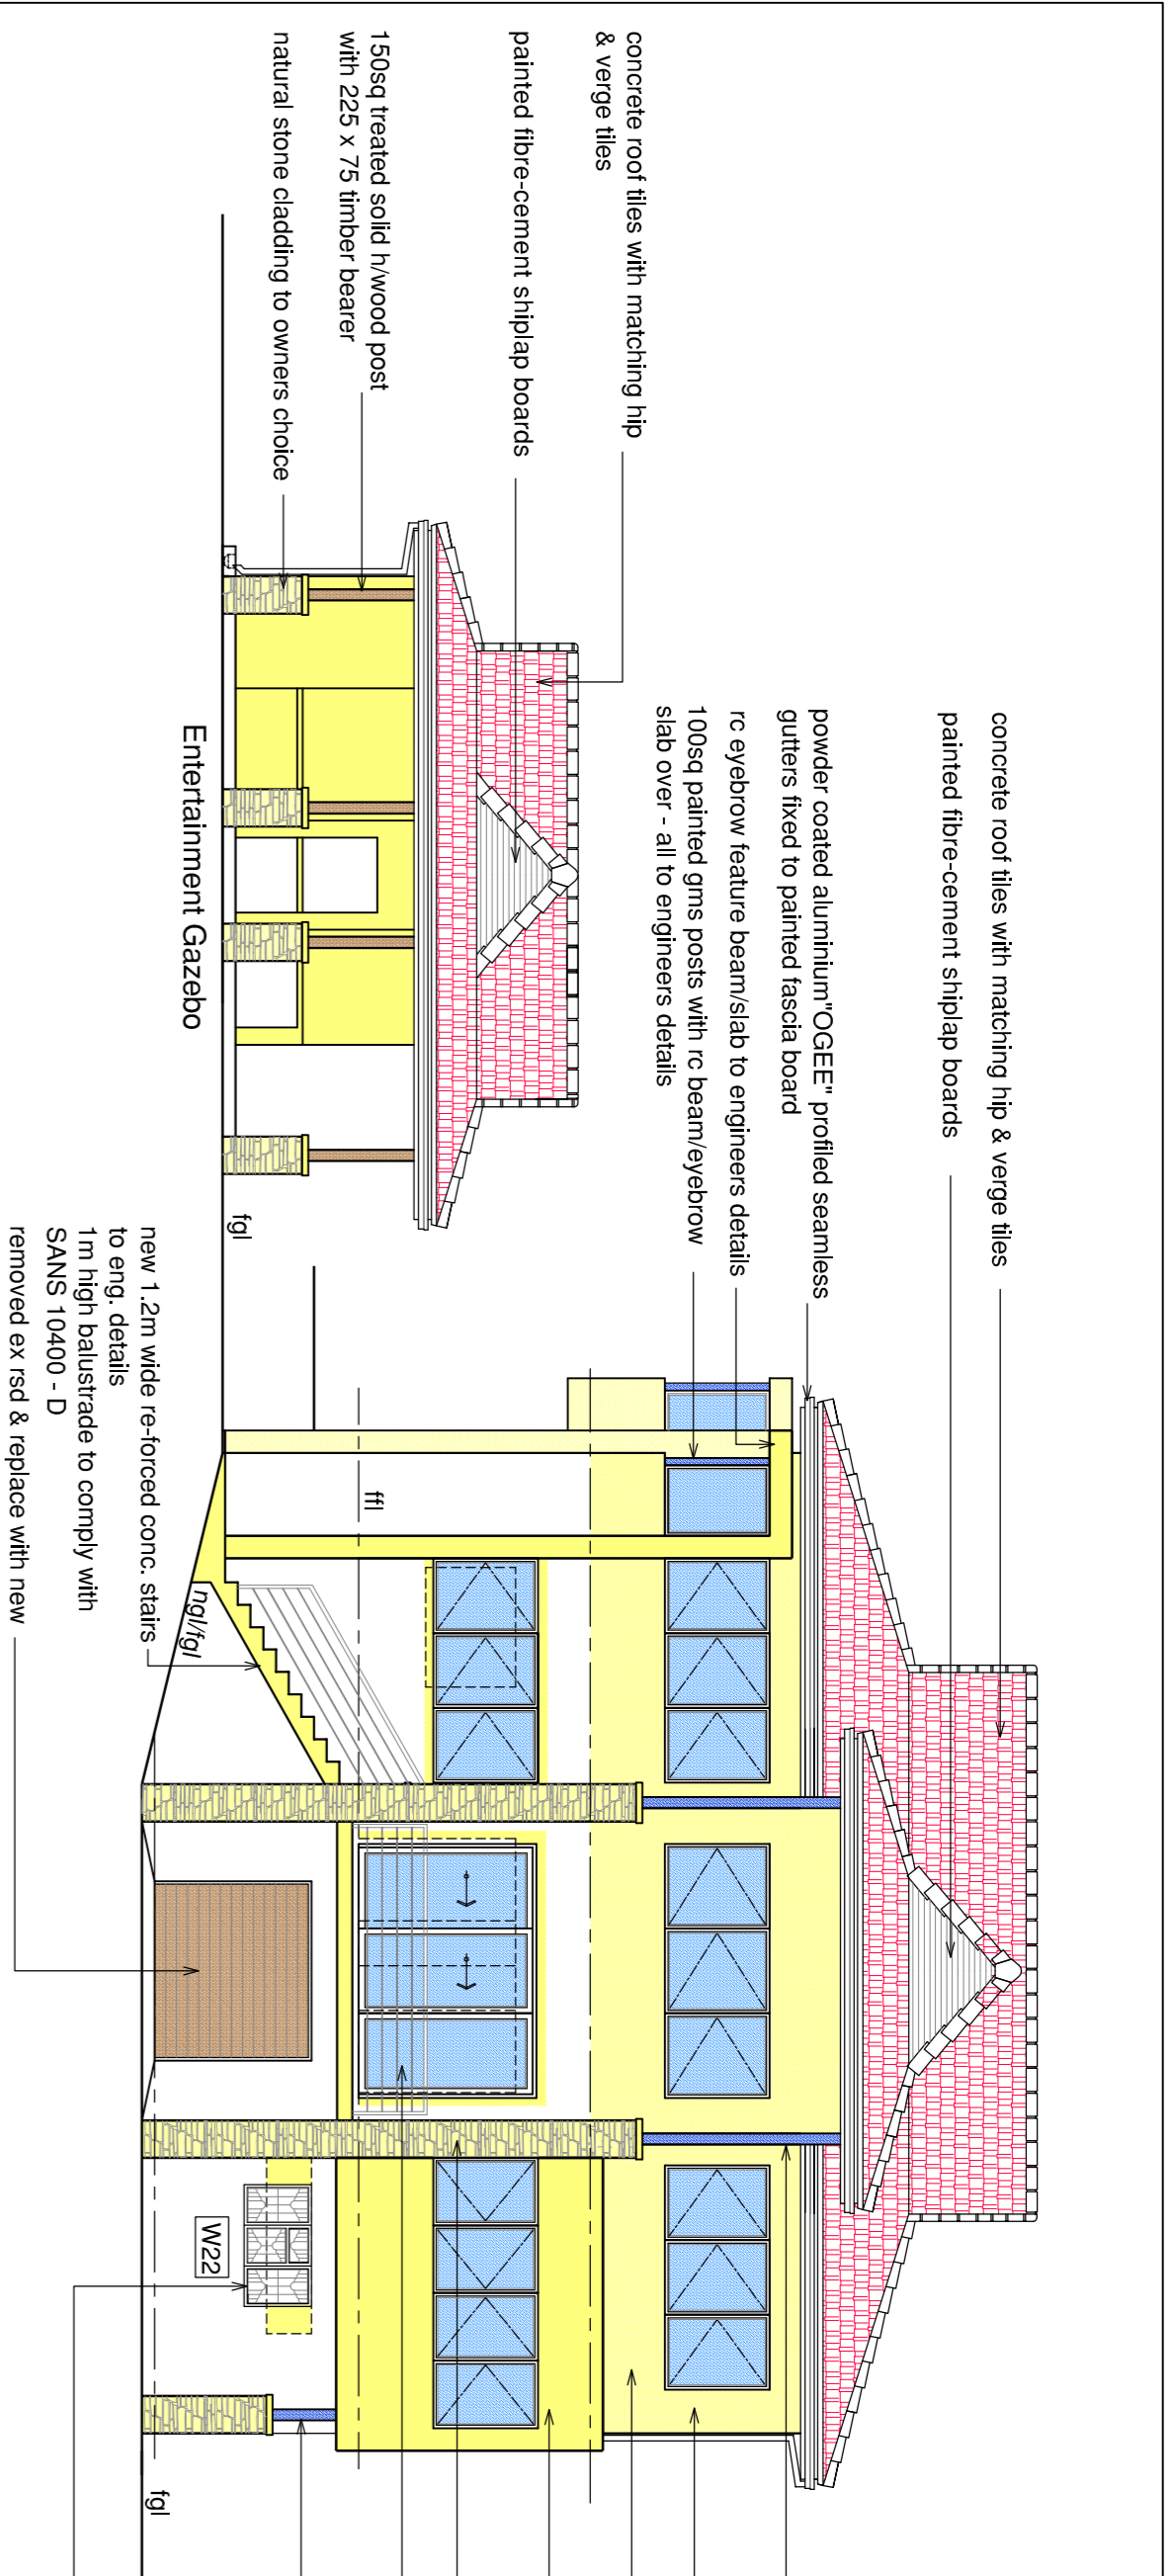 concrete roof tiles with matching hip & verge tiles
painted fibre-cement shiplap boards
powder coated aluminium"OGEE" profiled seamless
gutters fixed to painted fascia board
rc eyebrow feature beam/slab to engineers details
100sq painted gms posts with rc beam/eyebrow
slab over - all to engineers details
concrete roof tiles with matching hip
& verge tiles
painted fibre-cement shiplap boards
150sq treated solid h/wood post
with 225 x 75 timber bearer
natural stone cladding to owners choice
Entertainment Gazebo
fgl
ffl
ngl/fgl
new 1.2m wide re-forced conc. stairs
to eng. details
1m high balustrade to comply with
SANS 10400 - D
removed ex rsd & replace with new
W22
fgl